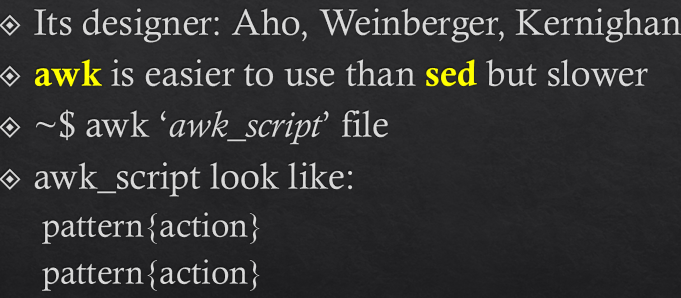 Its designer: Aho, Weinberger, Kernighan
awk is easier to use than sed but slower
~$ awk ‘awk_script’ file
awk_script look like:
pattern{action}
pattern{action}